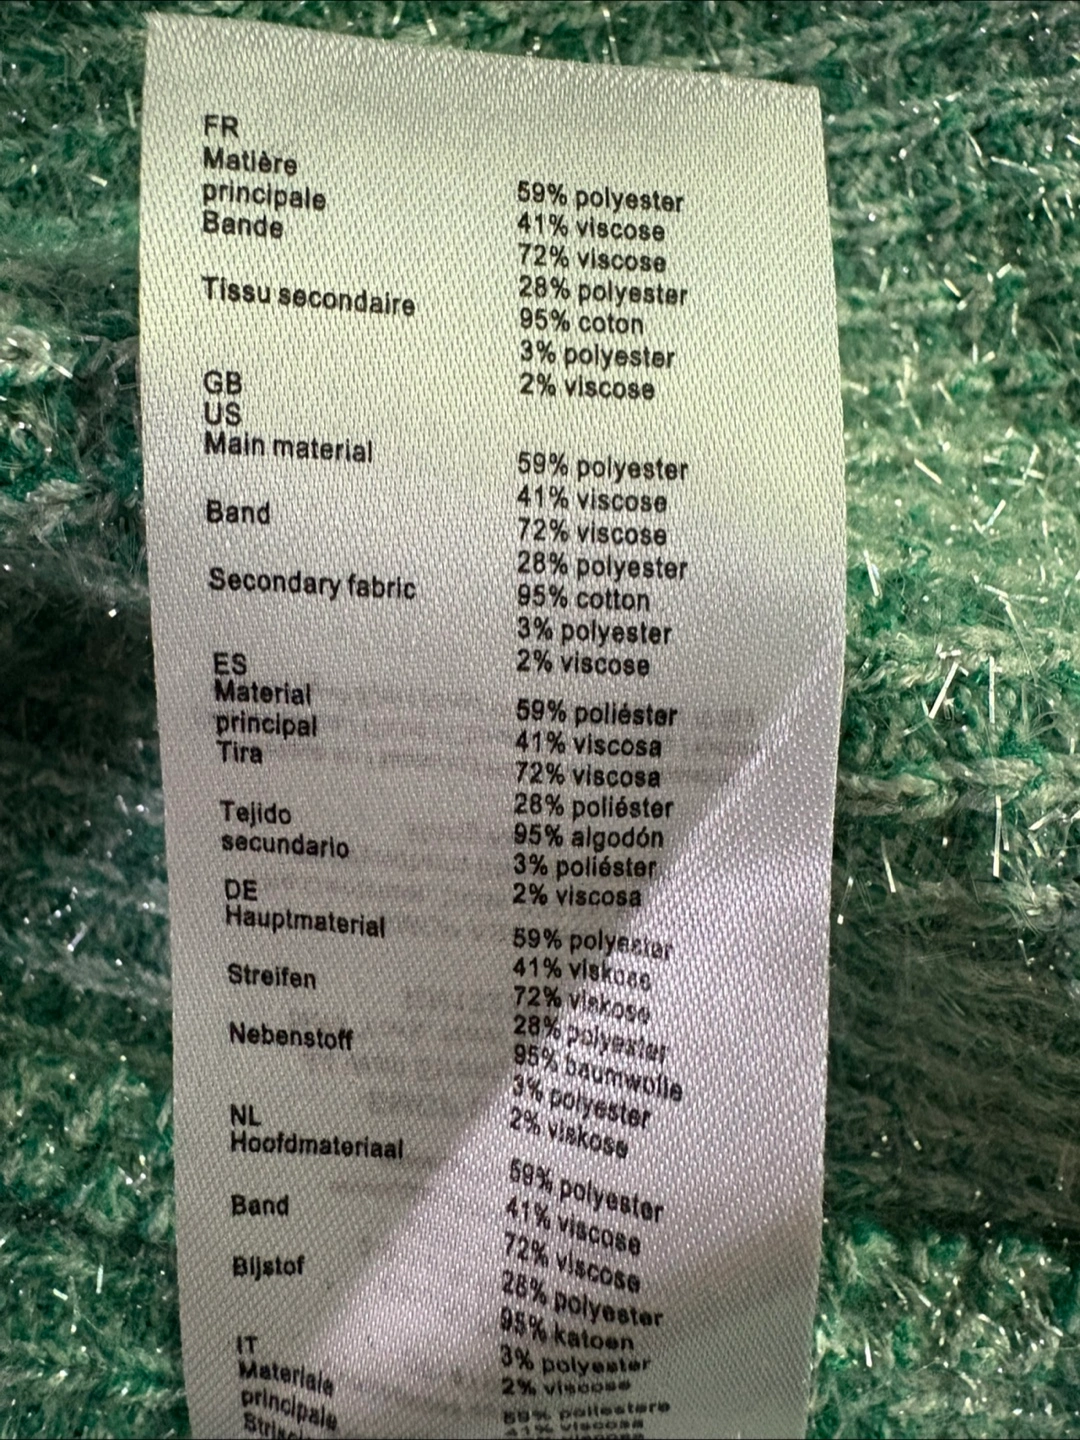 FR
Matière
principale 59% polyester
Bande 41% viscose
72% viscose
Tissu secondaire 28% polyester
95% coton
3% polyester
GB 2% viscose
US
Main material 59% polyester
41% viscose
Band 72% viscose
28% polyester
Secondary fabric 95% cotton
3% polyester
ES 2% viscose
Material
principal 59% poliéster
Tira 41% viscosa
72% viscosa
Tejido 28% poliéster
secundario 95% algodón
3% poliéster
DE 2% viscosa
Hauptmaterial 59% polyester
41% viskose
Streifen 72% viskose
28% polyester
Nebenstoff 95% baumwolle
3% polyester
NL 2% viskose
Hoofdmateriaal 59% polyester
41% viscose
Band 72% viscose
28% polyester
Bijstof 95% katoen
3% polyester
IT 2% viscose
Materiale
principale 59% poliestere
41% viscosa